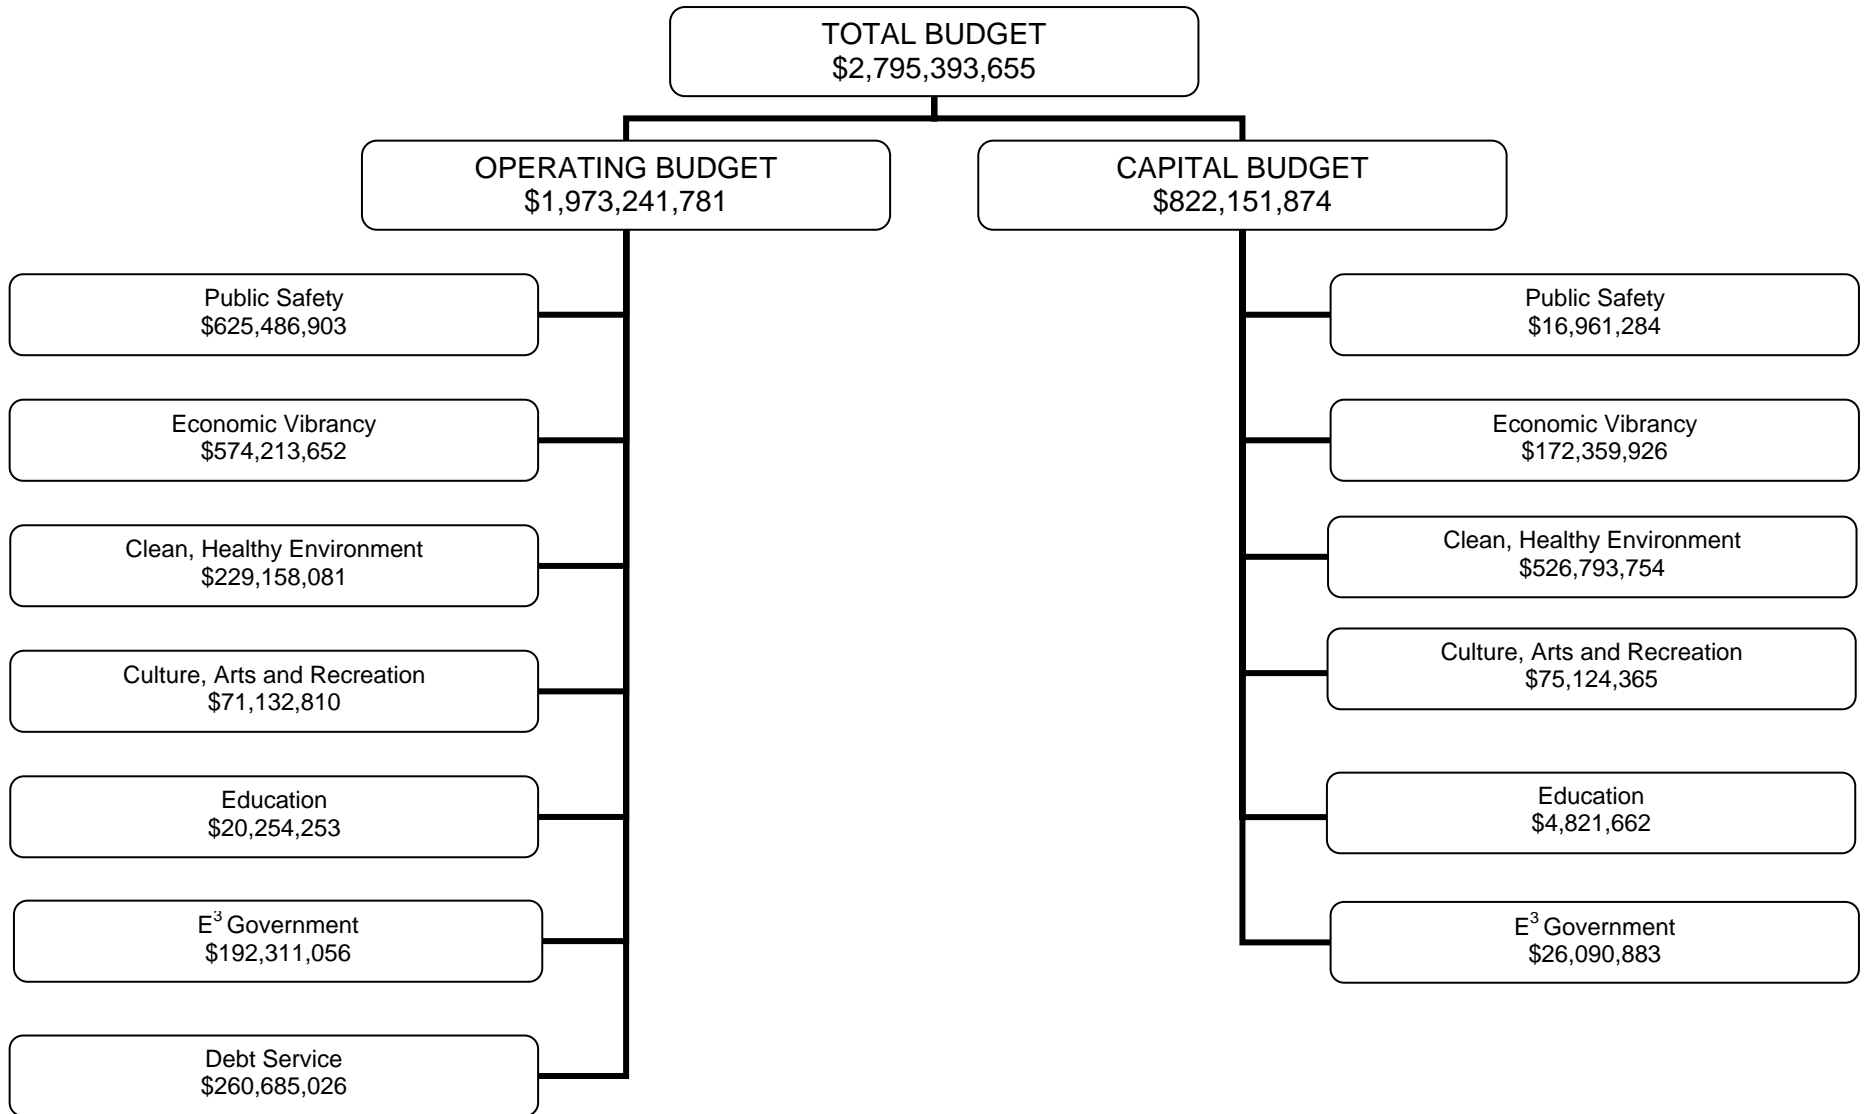 TOTAL BUDGET
$2,795,393,655
OPERATING BUDGET
$1,973,241,781
Public Safety
$625,486,903
Economic Vibrancy
$574,213,652
Clean, Healthy Environment
$229,158,081
Culture, Arts and Recreation
$71,132,810
Education
$20,254,253
E³ Government
$192,311,056
Debt Service
$260,685,026
CAPITAL BUDGET
$822,151,874
Public Safety
$16,961,284
Economic Vibrancy
$172,359,926
Clean, Healthy Environment
$526,793,754
Culture, Arts and Recreation
$75,124,365
Education
$4,821,662
E³ Government
$26,090,883